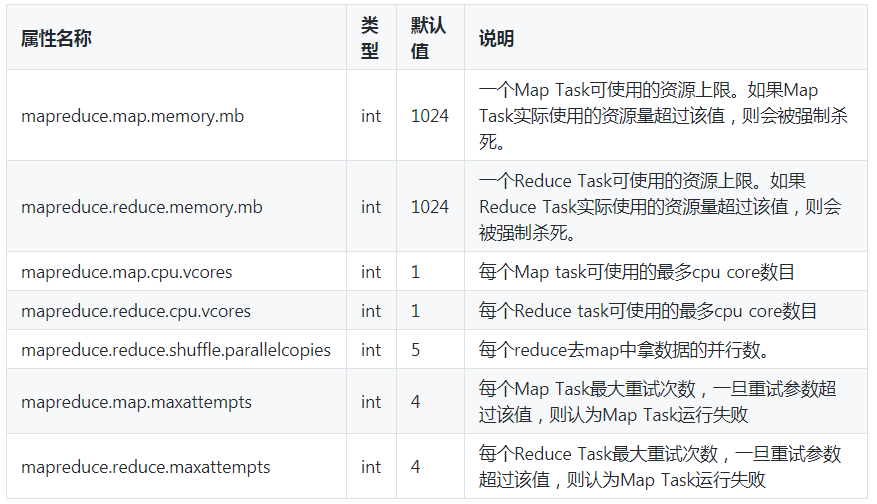 属性名称 类型 默认值 说明
mapreduce.map.memory.mb int 1024 一个Map Task可使用的资源上限。如果Map
Task实际使用的资源量超过该值，则会被强制杀
死。
mapreduce.reduce.memory.mb int 1024 一个Reduce Task可使用的资源上限。如果
Reduce Task实际使用的资源量超过该值，则会
被强制杀死。
mapreduce.map.cpu.vcores int 1 每个Map task可使用的最多cpu core数目
mapreduce.reduce.cpu.vcores int 1 每个Reduce task可使用的最多cpu core数目
mapreduce.reduce.shuffle.parallelcopies int 5 每个reduce去map中拿数据的并行数。
mapreduce.map.maxattempts int 4 每个Map Task最大重试次数，一旦重试参数超
过该值，则认为Map Task运行失败
mapreduce.reduce.maxattempts int 4 每个Reduce Task最大重试次数，一旦重试参数
超过该值，则认为Map Task运行失败